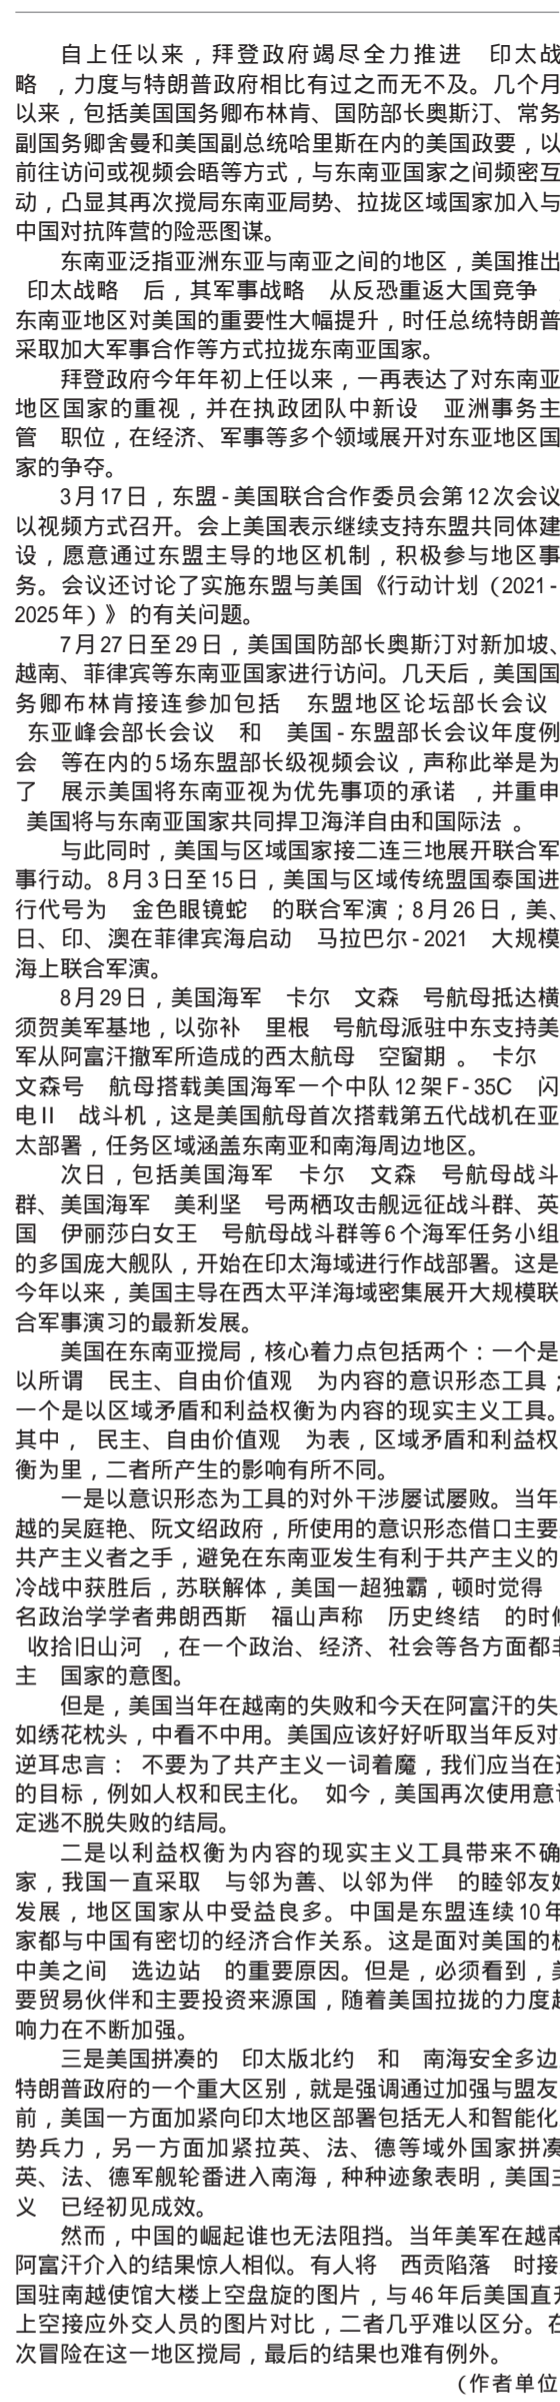 自上任以来，拜登政府竭尽全力推进 印太战
略 ，力度与特朗普政府相比有过之而无不及。几个月
以来，包括美国国务卿布林肯、国防部长奥斯汀、常务
副国务卿舍曼和美国副总统哈里斯在内的美国政要，以
前往访问或视频会晤等方式，与东南亚国家之间频密互
动，凸显其再次搅局东南亚局势、拉拢区域国家加入与
中国对抗阵营的险恶图谋。
东南亚泛指亚洲东亚与南亚之间的地区，美国推出
印太战略 后，其军事战略 从反恐重返大国竞争 ，
东南亚地区对美国的重要性大幅提升，时任总统特朗普
采取加大军事合作等方式拉拢东南亚国家。
拜登政府今年年初上任以来，一再表达了对东南亚
地区国家的重视，并在执政团队中新设 亚洲事务主
管 职位，在经济、军事等多个领域展开对东亚地区国
家的争夺。
3月17日，东盟-美国联合合作委员会第12次会议
以视频方式召开。会上美国表示继续支持东盟共同体建
设，愿意通过东盟主导的地区机制，积极参与地区事
务。会议还讨论了实施东盟与美国《行动计划（2021-
2025年）》的有关问题。
7月27日至29日，美国国防部长奥斯汀对新加坡、
越南、菲律宾等东南亚国家进行访问。几天后，美国国
务卿布林肯接连参加包括 东盟地区论坛部长会议
东亚峰会部长会议 和 美国-东盟部长会议年度例
会 等在内的5场东盟部长级视频会议，声称此举是为
了 展示美国将东南亚视为优先事项的承诺 ，并重申
美国将与东南亚国家共同捍卫海洋自由和国际法 。
与此同时，美国与区域国家接二连三地展开联合军
事行动。8月3日至15日，美国与区域传统盟国泰国进
行代号为 金色眼镜蛇 的联合军演；8月26日，美、
日、印、澳在菲律宾海启动 马拉巴尔-2021 大规模
海上联合军演。
8月29日，美国海军 卡尔 文森 号航母抵达横
须贺美军基地，以弥补 里根 号航母派驻中东支持美
军从阿富汗撤军所造成的西太航母 空窗期 。 卡尔
文森号 航母搭载美国海军一个中队12架F-35C 闪
电II 战斗机，这是美国航母首次搭载第五代战机在亚
太部署，任务区域涵盖东南亚和南海周边地区。
次日，包括美国海军 卡尔 文森 号航母战斗
群、美国海军 美利坚 号两栖攻击舰远征战斗群、英
国 伊丽莎白女王 号航母战斗群等6个海军任务小组
的多国庞大舰队，开始在印太海域进行作战部署。这是
今年以来，美国主导在西太平洋海域密集展开大规模联
合军事演习的最新发展。
美国在东南亚搅局，核心着力点包括两个：一个是
以所谓 民主、自由价值观 为内容的意识形态工具；
一个是以区域矛盾和利益权衡为内容的现实主义工具。
其中， 民主、自由价值观 为表，区域矛盾和利益权
衡为里，二者所产生的影响有所不同。
一是以意识形态为工具的对外干涉屡试屡败。当年
越的吴庭艳、阮文绍政府，所使用的意识形态借口主要
共产主义者之手，避免在东南亚发生有利于共产主义的
冷战中获胜后，苏联解体，美国一超独霸，顿时觉得
名政治学学者弗朗西斯 福山声称 历史终结 的时
收拾旧山河 ，在一个政治、经济、社会等各方面都
主 国家的意图。
但是，美国当年在越南的失败和今天在阿富汗的失
如绣花枕头，中看不中用。美国应该好好听取当年反对
逆耳忠言： 不要为了共产主义一词着魔，我们应当在
的目标，例如人权和民主化。 如今，美国再次使用意
定逃不脱失败的结局。
二是以利益权衡为内容的现实主义工具带来不确
家，我国一直采取 与邻为善、以邻为伴 的睦邻友
发展，地区国家从中受益良多。中国是东盟连续10年
家都与中国有密切的经济合作关系。这是面对美国的
中美之间 选边站 的重要原因。但是，必须看到，
要贸易伙伴和主要投资来源国，随着美国拉拢的力度
响力在不断加强。
三是美国拼凑的 印太版北约 和 南海安全多边
特朗普政府的一个重大区别，就是强调通过加强与盟友
前，美国一方面加紧向印太地区部署包括无人和智能化
势兵力，另一方面加紧拉英、法、德等域外国家拼凑
英、法、德军舰轮番进入南海，种种迹象表明，美国
义 已经初见成效。
然而，中国的崛起谁也无法阻挡。当年美军在越南
阿富汗介入的结果惊人相似。有人将 西贡陷落 时接
国驻南越使馆大楼上空盘旋的图片，与46年后美国直
上空接应外交人员的图片对比，二者几乎难以区分。在
次冒险在这一地区搅局，最后的结果也难有例外。
（作者单位